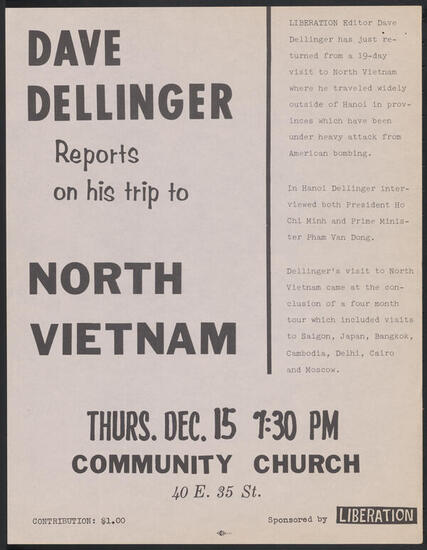 DAVE
DELLINGER
Reports
on his trip to
NORTH
VIETNAM
LIBERATION Editor Dave
Dellinger has just re-
turned from a 19-day
visit to North Vietnam
where he traveled widely
outside of Hanoi in prov-
inces which have been
under heavy attack from
American bombing.
In Hanoi Dellinger inter-
viewed both President Ho
Chi Minh and Prime Minis-
ter Pham Van Dong.
Dellinger's visit to North
Vietnam came at the con-
clusion of a four month
tour which included visits
to Saigon, Japan, Bangkok,
Cambodia, Delhi, Cairo
and Moscow.
THURS. DEC. 15 7:30 PM
COMMUNITY CHURCH
40 E. 35 St.
CONTRIBUTION: $1.00
Sponsored by LIBERATION